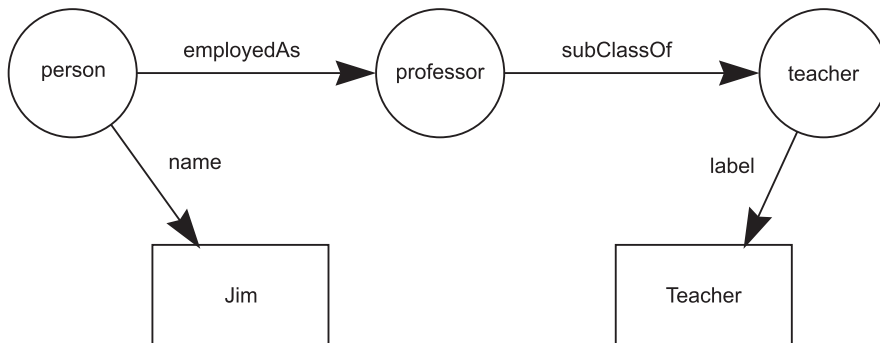 employedAs
subClassOf
person
professor
teacher
name
label
Jim
Teacher